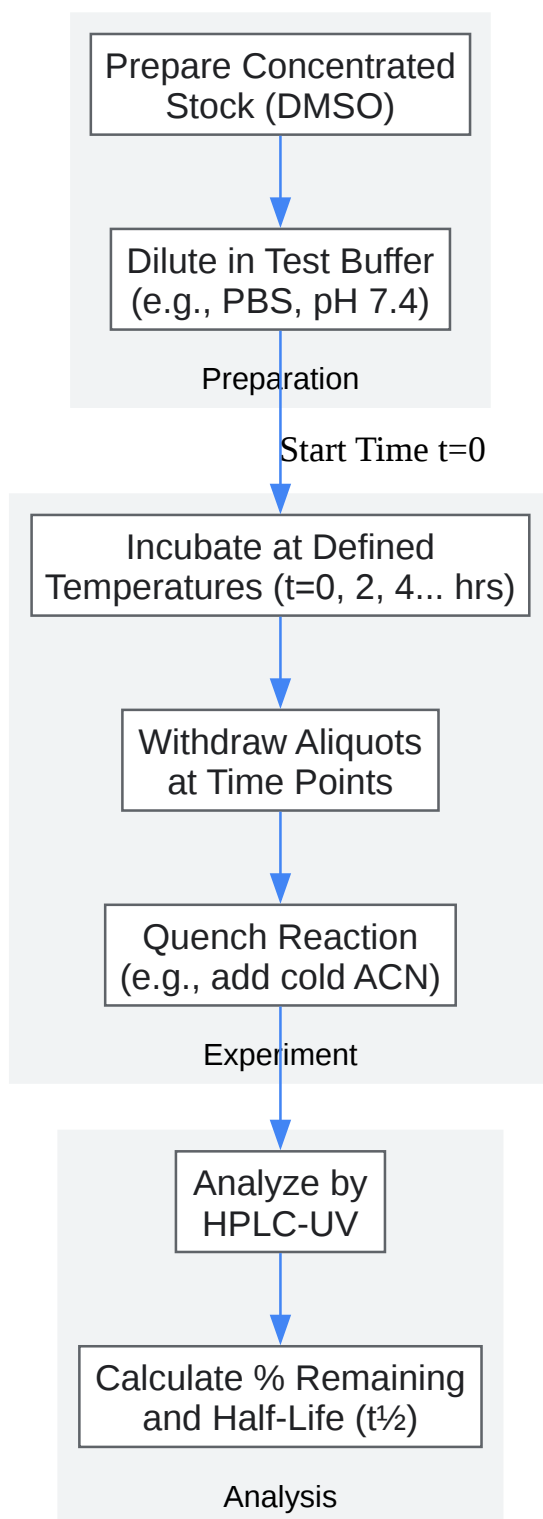 Prepare Concentrated
Stock (DMSO)
Dilute in Test Buffer
(e.g., PBS, pH 7.4)
Preparation
Start Time t=0
Incubate at Defined
Temperatures (t=0, 2, 4... hrs)
Withdraw Aliquots
at Time Points
Quench Reaction
(e.g., add cold ACN)
Experiment
Analyze by
HPLC-UV
Calculate % Remaining
and Half-Life (t½)
Analysis